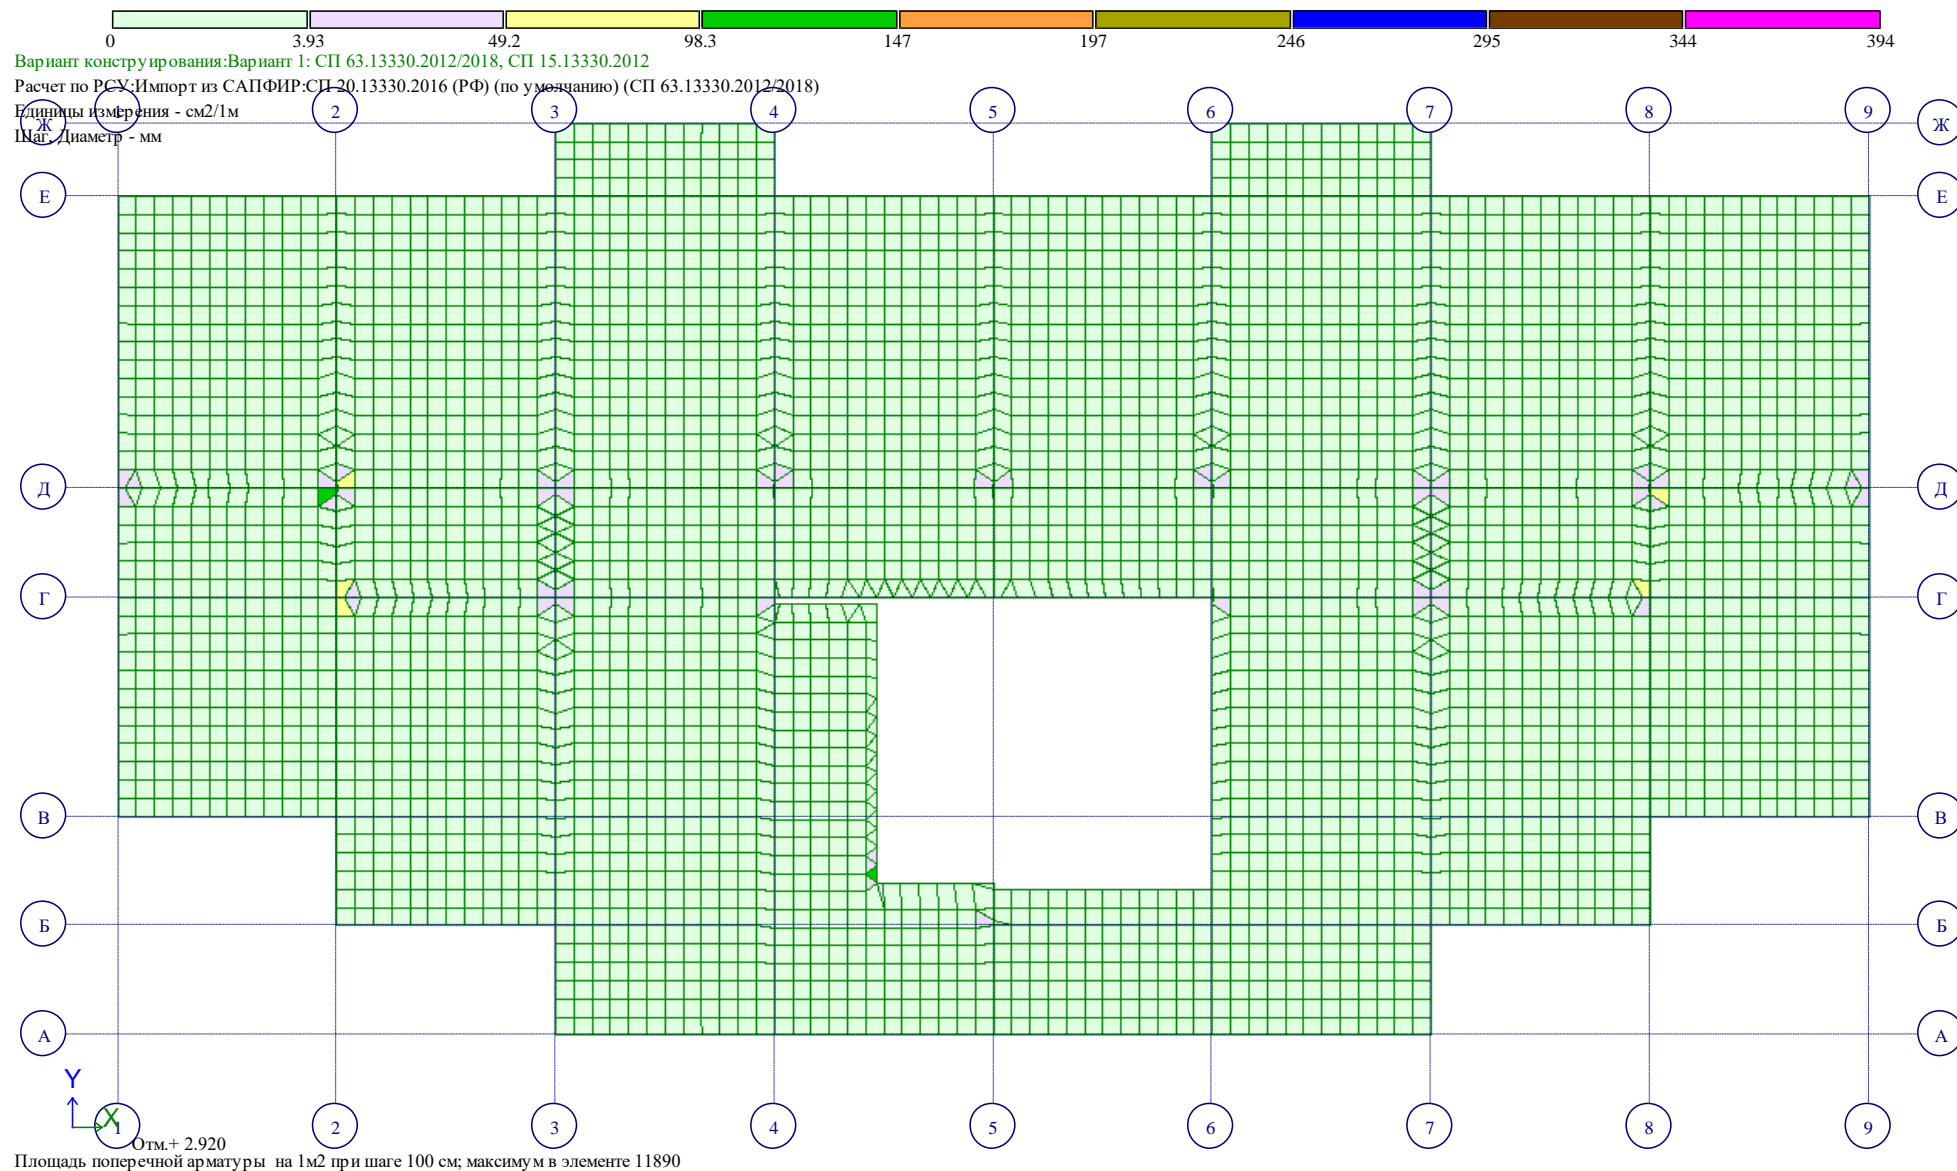 0 3.93 49.2 98.3 147 197 246 295 344 394
Вариант конструирования:Вариант 1: СП 63.13330.2012/2018, СП 15.13330.2012
Расчет по РСУ:Импорт из САПФИР:СП 20.13330.2016 (РФ) (по умолчанию) (СП 63.13330.2012/2018)
Единицы измерения - см2/1м
Шаг, Диаметр - мм
1 2 3 4 5 6 7 8 9
Ж Ж
Е Е
Д Д
Г Г
В В
Б Б
А А
Y
X
1 2 3 4 5 6 7 8 9
Отм.+ 2.920
Площадь поперечной арматуры на 1м2 при шаге 100 см; максимум в элементе 11890